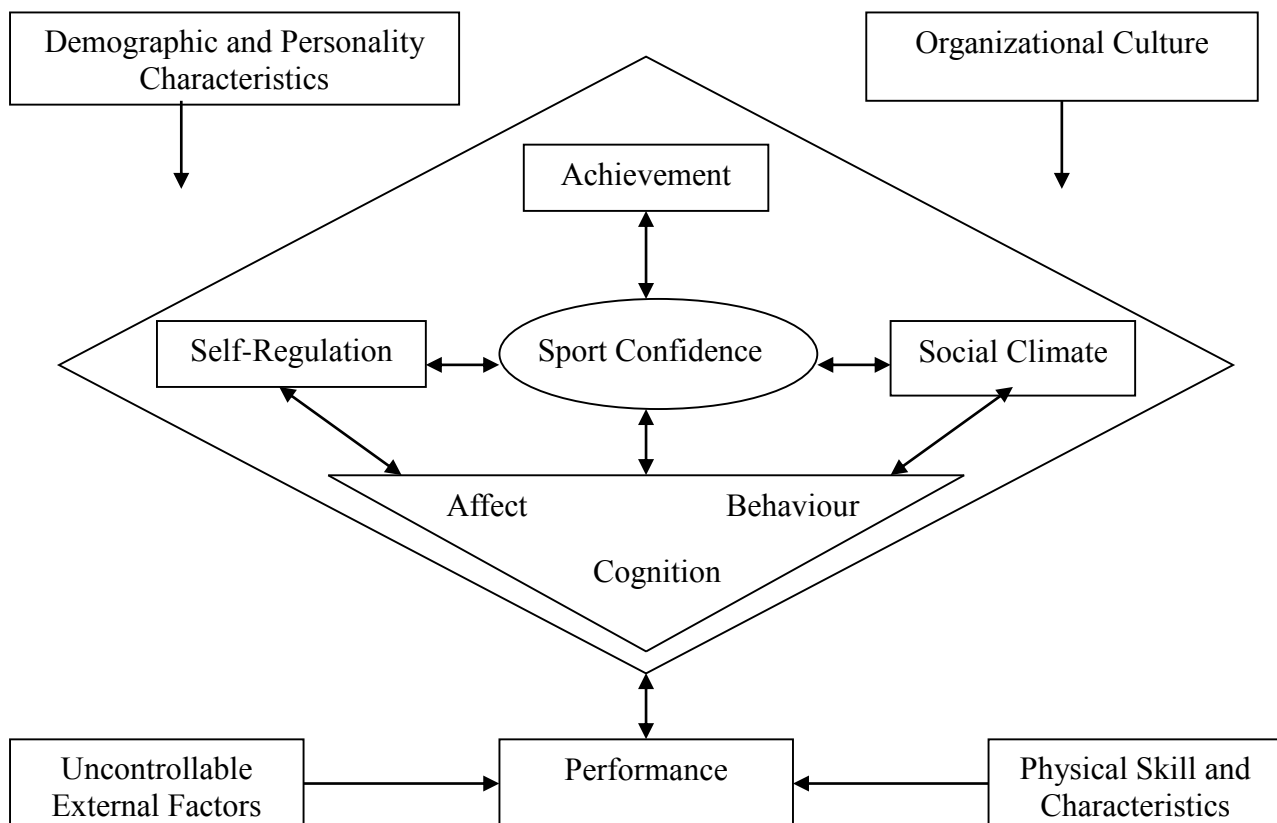 Demographic and Personality
Characteristics
Organizational Culture
Achievement
Self-Regulation
Sport Confidence
Social Climate
Affect
Behaviour
Cognition
Uncontrollable
External Factors
Performance
Physical Skill and
Characteristics